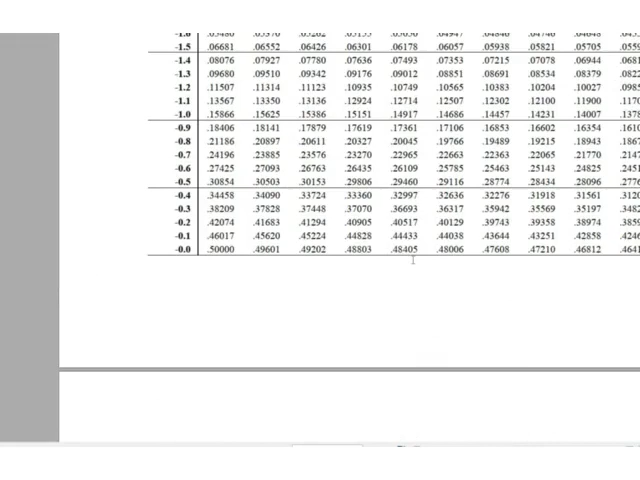 -1.5 .06681 .06552 .06426 .06301 .06178 .06057 .05938 .05821 .05705
-1.4 .08076 .07927 .07780 .07636 .07493 .07353 .07215 .07078 .06944
-1.3 .09680 .09510 .09342 .09176 .09012 .08851 .08691 .08534 .08379
-1.2 .11507 .11314 .11123 .10935 .10749 .10565 .10383 .10204 .10027
-1.1 .13567 .13350 .13136 .12924 .12714 .12507 .12302 .12100 .11900
-1.0 .15866 .15625 .15386 .15151 .14917 .14686 .14457 .14231 .14007
-0.9 .18406 .18141 .17879 .17619 .17361 .17106 .16853 .16602 .16354
-0.8 .21186 .20897 .20611 .20327 .20045 .19766 .19489 .19215 .18943
-0.7 .24196 .23885 .23576 .23270 .22965 .22663 .22363 .22065 .21770
-0.6 .27425 .27093 .26763 .26435 .26109 .25785 .25463 .25143 .24825
-0.5 .30854 .30503 .30153 .29806 .29460 .29116 .28774 .28434 .28096
-0.4 .34458 .34090 .33724 .33360 .32997 .32636 .32276 .31918 .31561
-0.3 .38209 .37828 .37448 .37070 .36693 .36317 .35942 .35569 .35197
-0.2 .42074 .41683 .41294 .40905 .40517 .40129 .39743 .39358 .38974
-0.1 .46017 .45620 .45224 .44828 .44433 .44038 .43644 .43251 .42858
-0.0 .50000 .49601 .49202 .48803 .48405 .48006 .47608 .47210 .46812